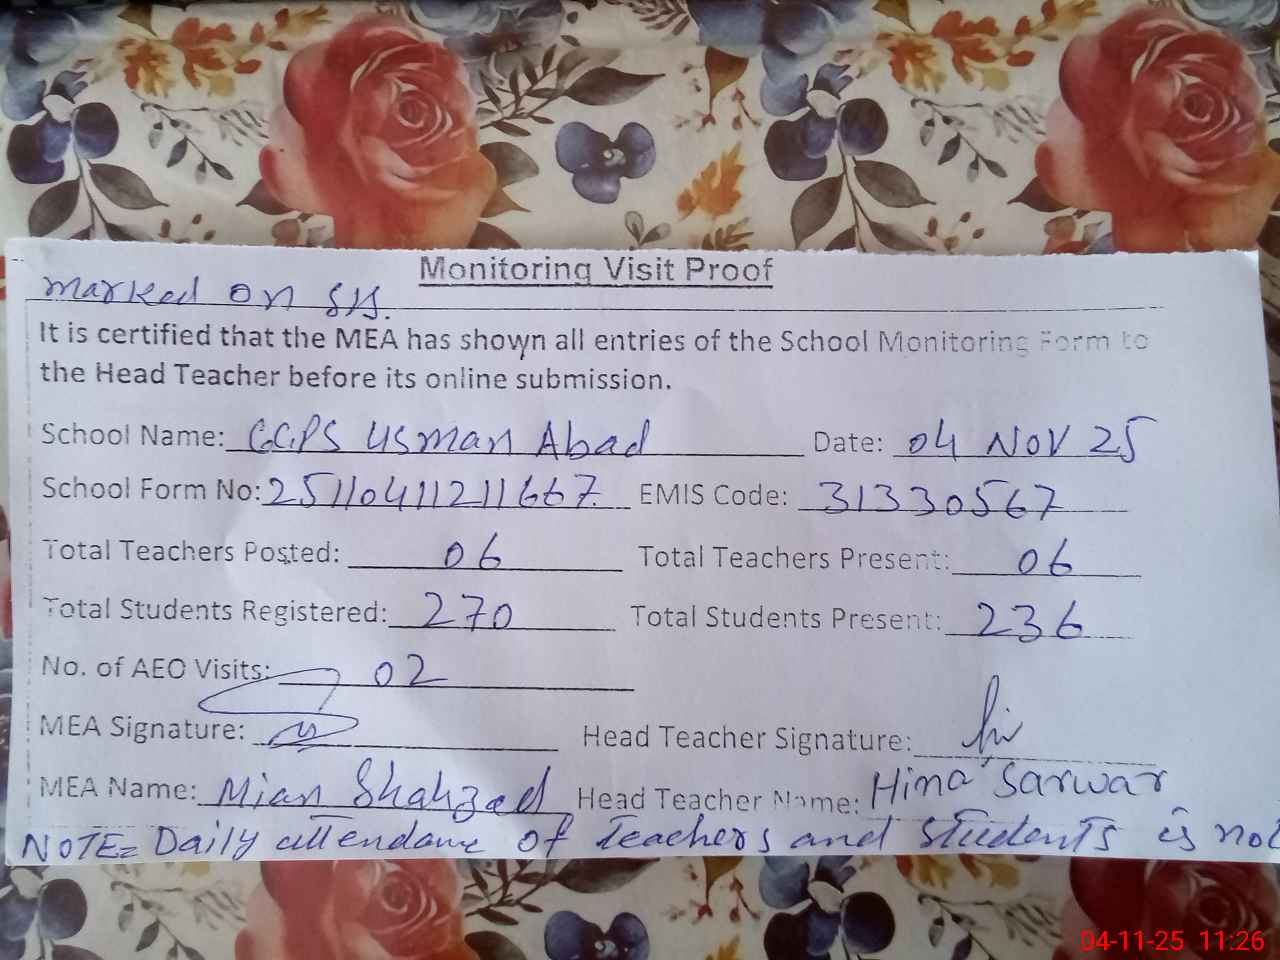 Monitoring Visit Proof
marked on SIS.
It is certified that the MEA has shown all entries of the School Monitoring Form to
the Head Teacher before its online submission.
School Name: GGPS Usman Abad Date: 04 Nov 25
School Form No: 25110411211667 EMIS Code: 31330567
Total Teachers Posted: 06 Total Teachers Present: 06
Total Students Registered: 270 Total Students Present: 236
No. of AEO Visits: 02
MEA Signature: Head Teacher Signature:
MEA Name: Mian Shahzad Head Teacher Name: Hina Sarwar
NOTE= Daily attendance of Teachers and Students is not
04-11-25 11:26